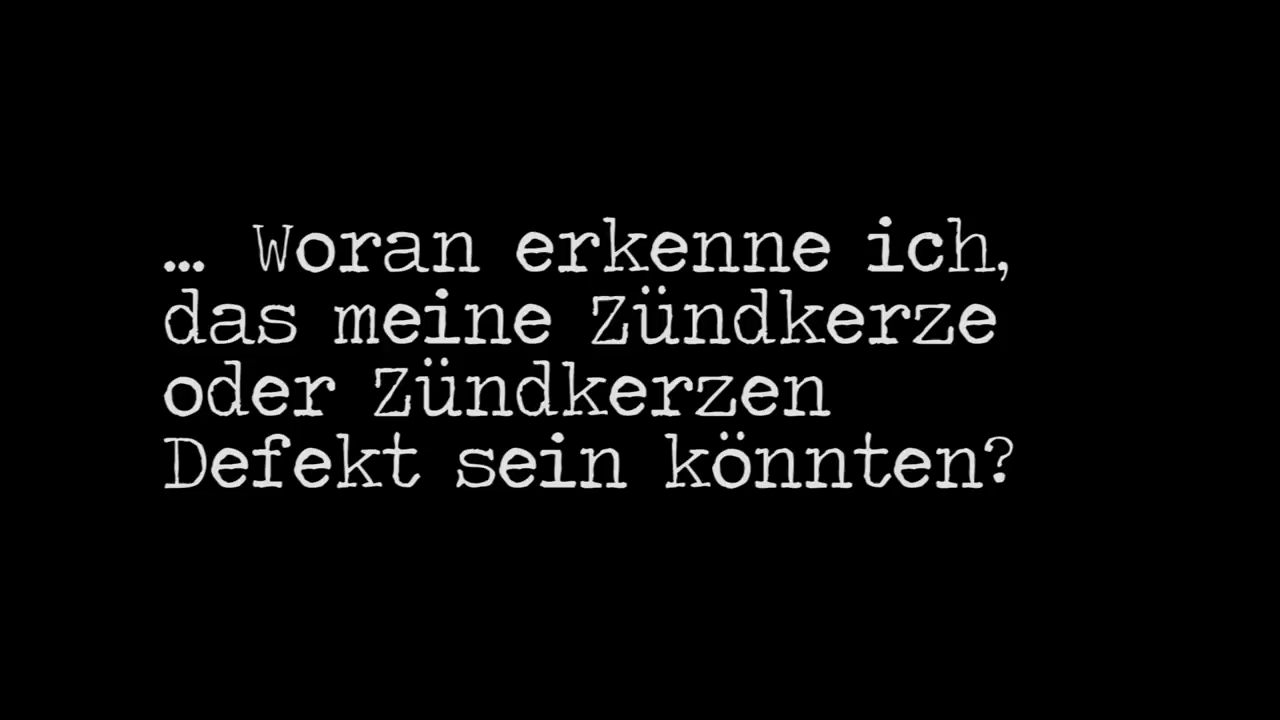 ... Woran erkenne ich,
das meine Zündkerze
oder Zündkerzen
Defekt sein könnten?